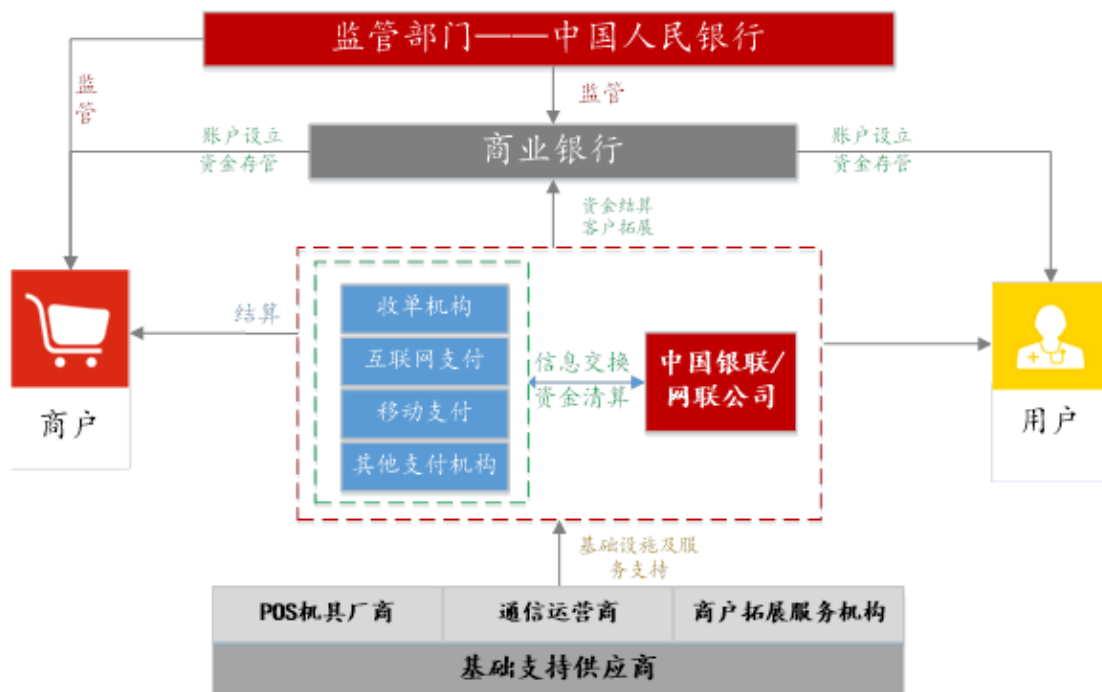 监管部门——中国人民银行
监
管
监管
账户设立
资金存管
商业银行
账户设立
资金存管
资金结算
客户拓展
收单机构
互联网支付
移动支付
其他支付机构
结算
信息交换
资金清算
中国银联/
网联公司
商户
用户
基础设施及服
务支持
POS机具厂商
通信运营商
商户拓展服务机构
基础支持供应商